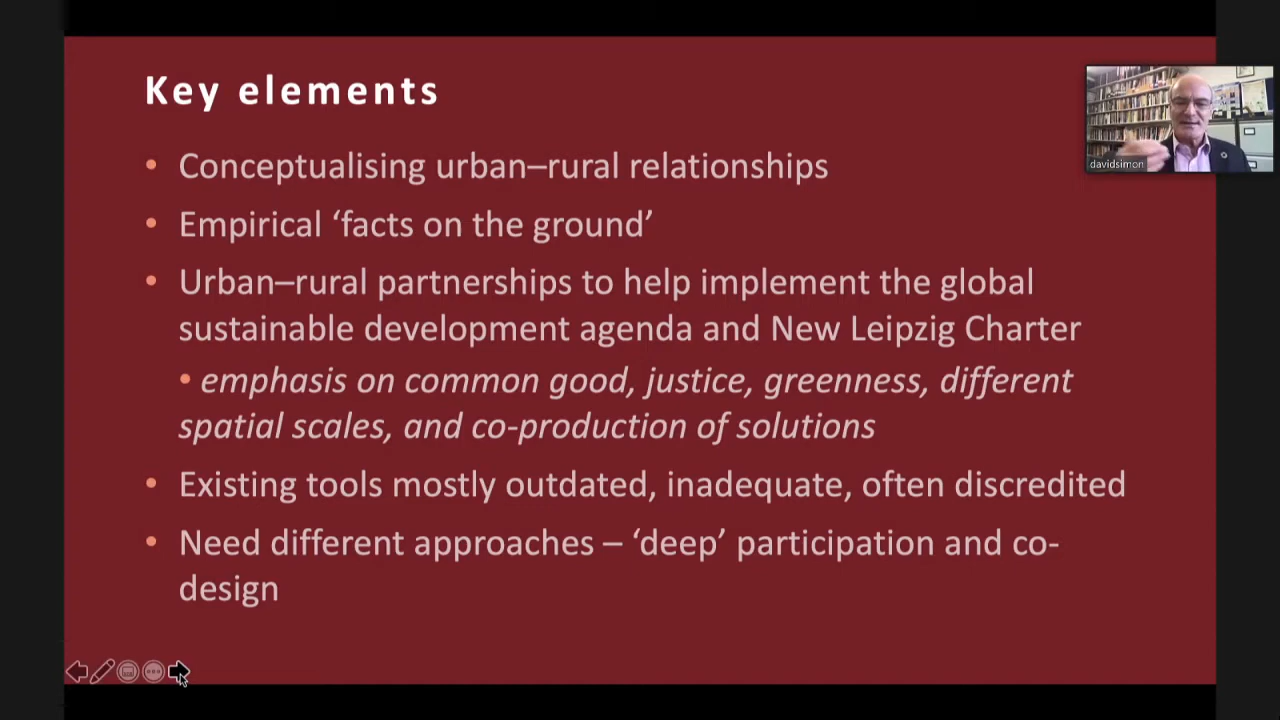 Key elements
davidsimon
• Conceptualising urban–rural relationships
• Empirical ‘facts on the ground’
• Urban–rural partnerships to help implement the global
sustainable development agenda and New Leipzig Charter
• emphasis on common good, justice, greenness, different
spatial scales, and co-production of solutions
• Existing tools mostly outdated, inadequate, often discredited
• Need different approaches – ‘deep’ participation and co-
design